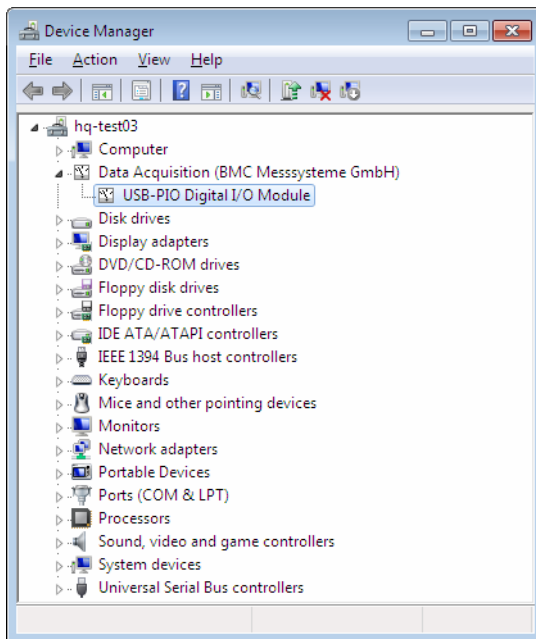 Device Manager
File Action View Help
hq-test03
Computer
Data Acquisition (BMC Messsysteme GmbH)
USB-PIO Digital I/O Module
Disk drives
Display adapters
DVD/CD-ROM drives
Floppy disk drives
Floppy drive controllers
IDE ATA/ATAPI controllers
IEEE 1394 Bus host controllers
Keyboards
Mice and other pointing devices
Monitors
Network adapters
Portable Devices
Ports (COM & LPT)
Processors
Sound, video and game controllers
System devices
Universal Serial Bus controllers